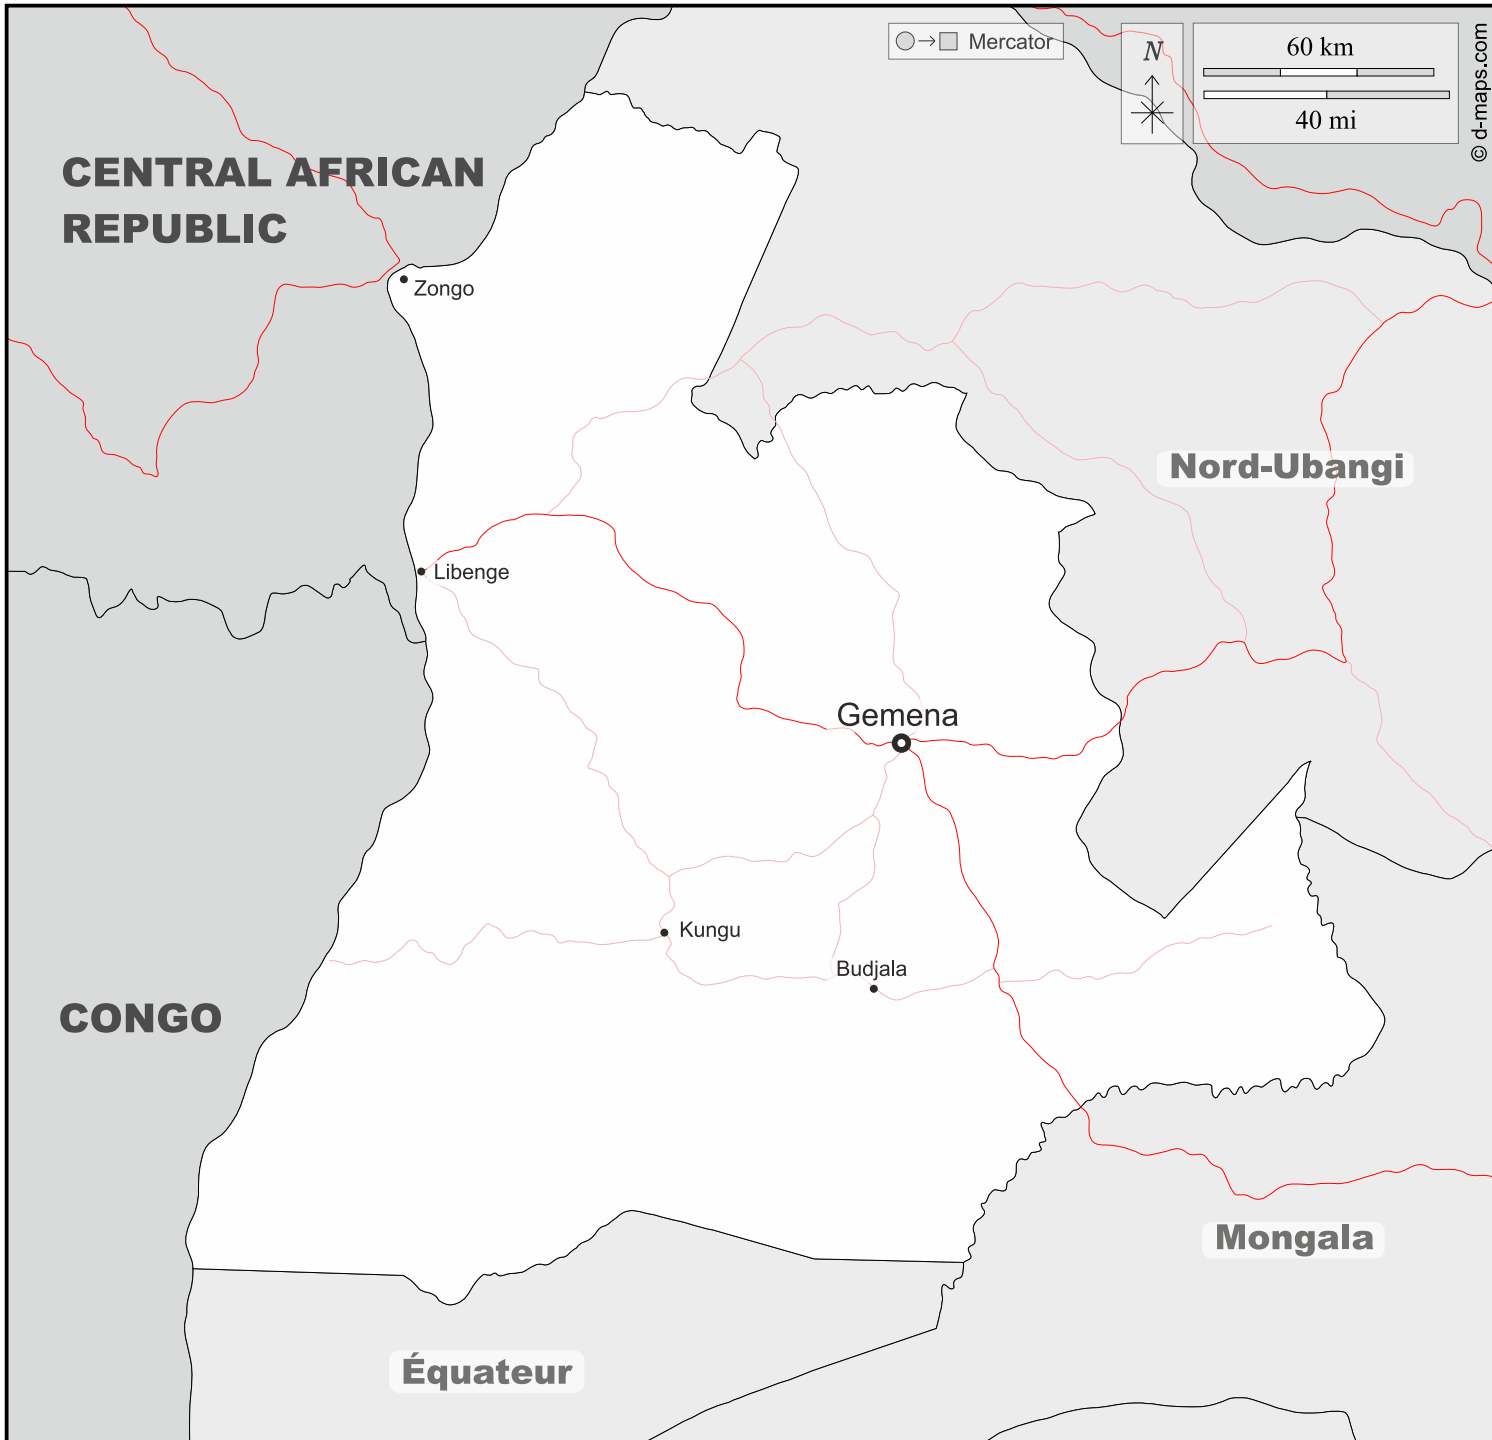 Mercator
N
60 km
40 mi
© d-maps.com
CENTRAL AFRICAN
REPUBLIC
Zongo
Nord-Ubangi
Libenge
Gemena
Kungu
Budjala
CONGO
Mongala
Équateur